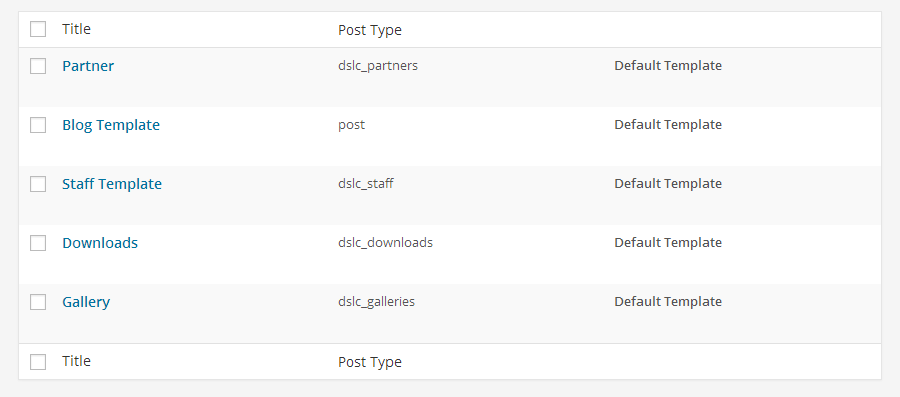 Title Post Type
Partner dslc_partners Default Template
Blog Template post Default Template
Staff Template dslc_staff Default Template
Downloads dslc_downloads Default Template
Gallery dslc_galleries Default Template
Title Post Type